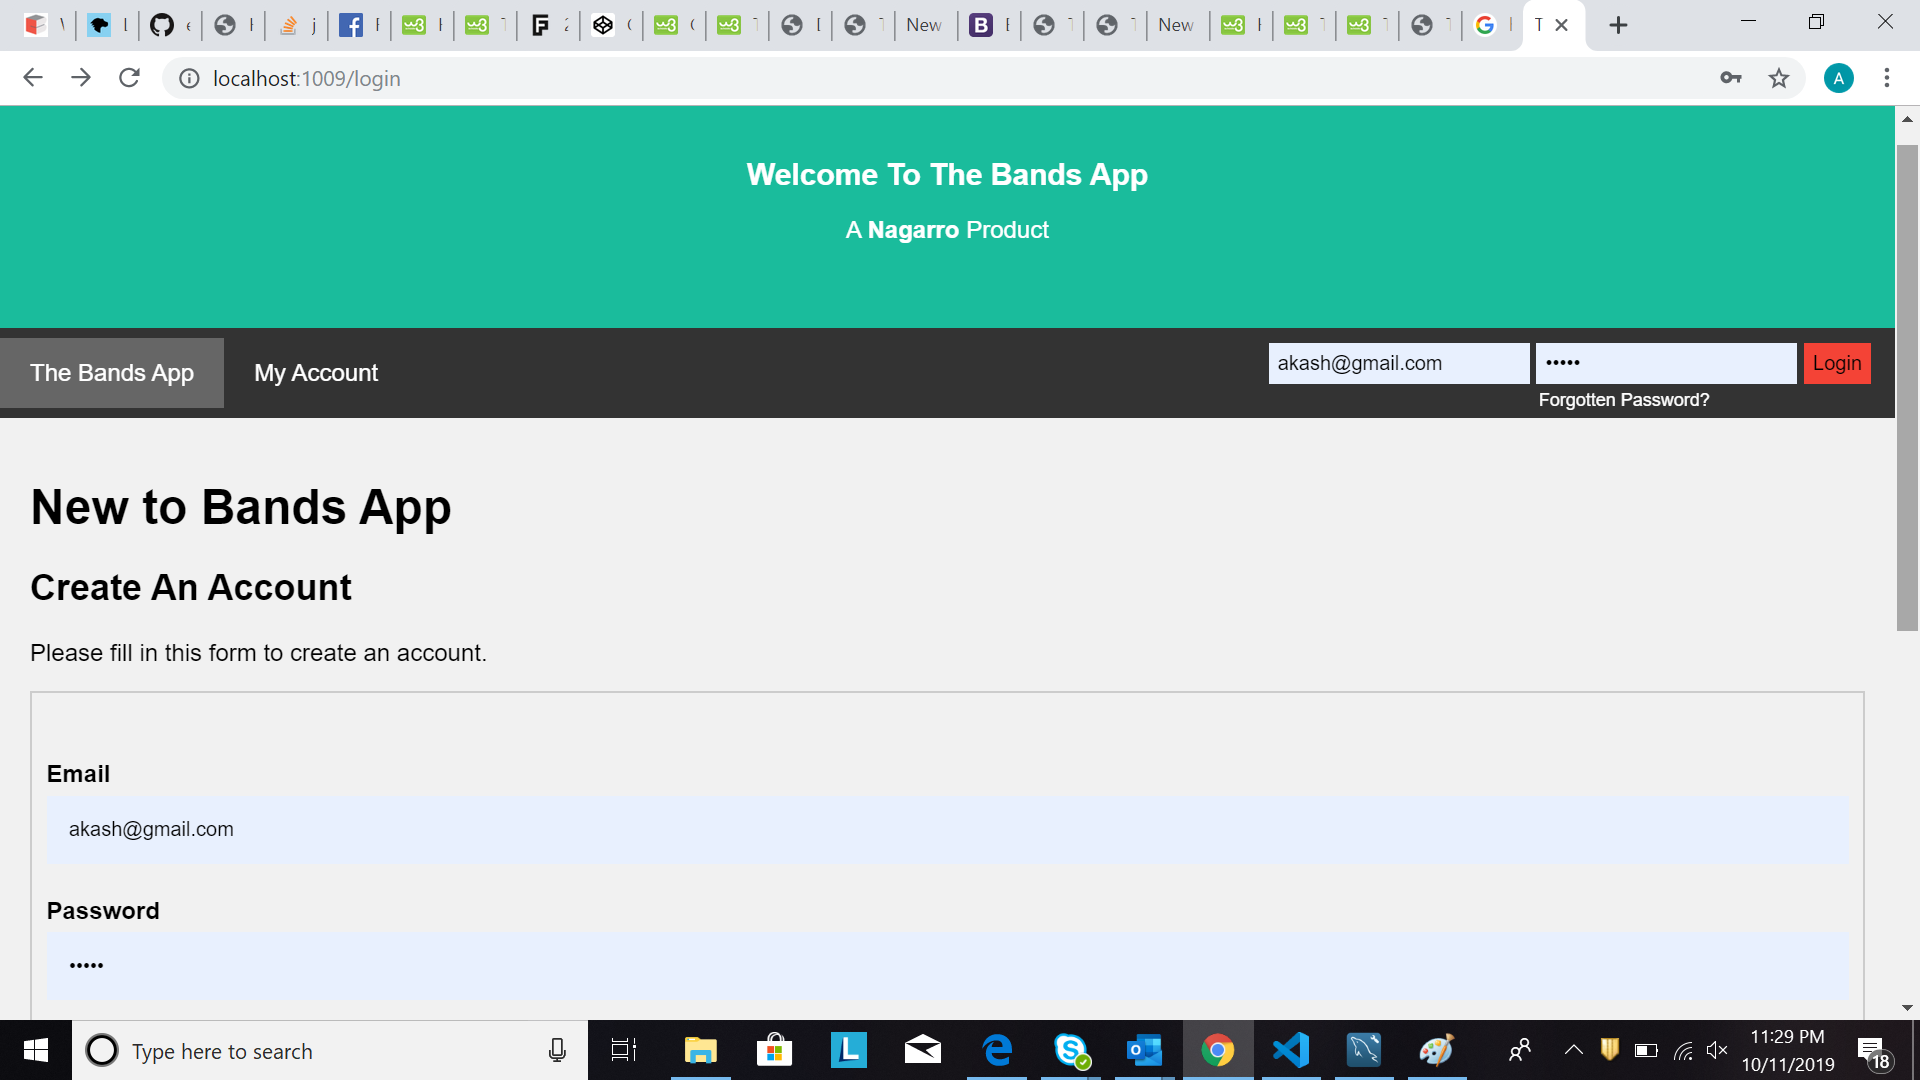 New
New
localhost:1009/login
A
Welcome To The Bands App
A Nagarro Product
The Bands App
My Account
akash@gmail.com
•••••
Login
Forgotten Password?
New to Bands App
Create An Account
Please fill in this form to create an account.
Email
akash@gmail.com
Password
•••••
Type here to search
11:29 PM
10/11/2019
18